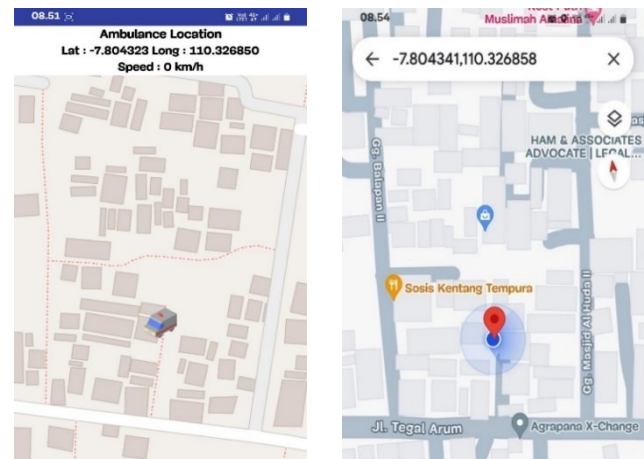 08.51
Ambulance Location
Lat : -7.804323 Long : 110.326850
Speed : 0 km/h
08.54
Muslimah
-7.804341,110.326858
HAM & ASSOCIATES
ADVOCATE | LEGAL...
Gg. Balapan II
Sosis Kentang Tempura
Gg. Masjid Al Huda II
Jl. Tegal Arum
Agrapana X-Change